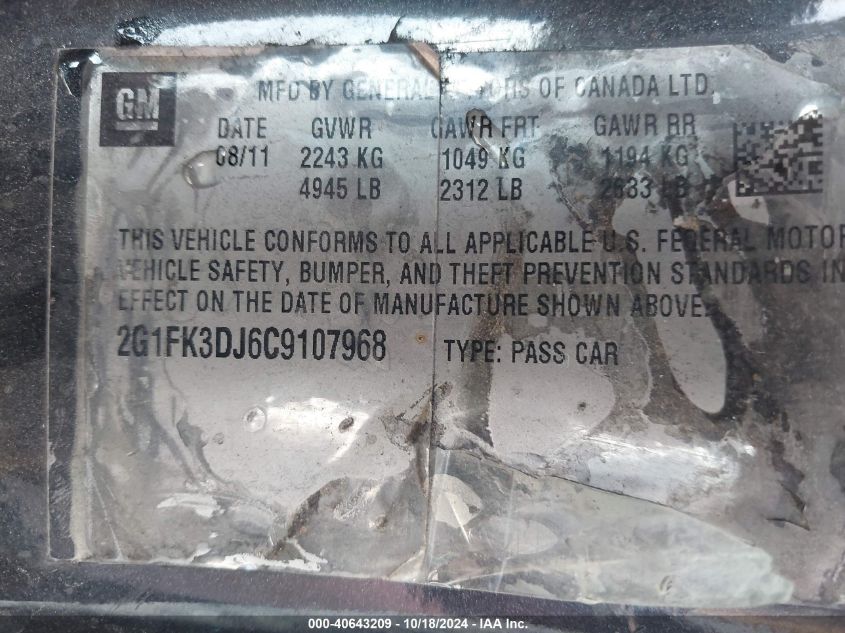 GM
MFD BY GENERAL MOTORS OF CANADA LTD.
DATE GVWR GAWR FRT GAWR RR
08/11 2243 KG 1049 KG 1194 KG
4945 LB 2312 LB 2633 LB
THIS VEHICLE CONFORMS TO ALL APPLICABLE U.S. FEDERAL MOTOR
VEHICLE SAFETY, BUMPER, AND THEFT PREVENTION STANDARDS IN
EFFECT ON THE DATE OF MANUFACTURE SHOWN ABOVE.
2G1FK3DJ6C9107968 TYPE: PASS CAR
000-40643209 - 10/18/2024 - IAA Inc.